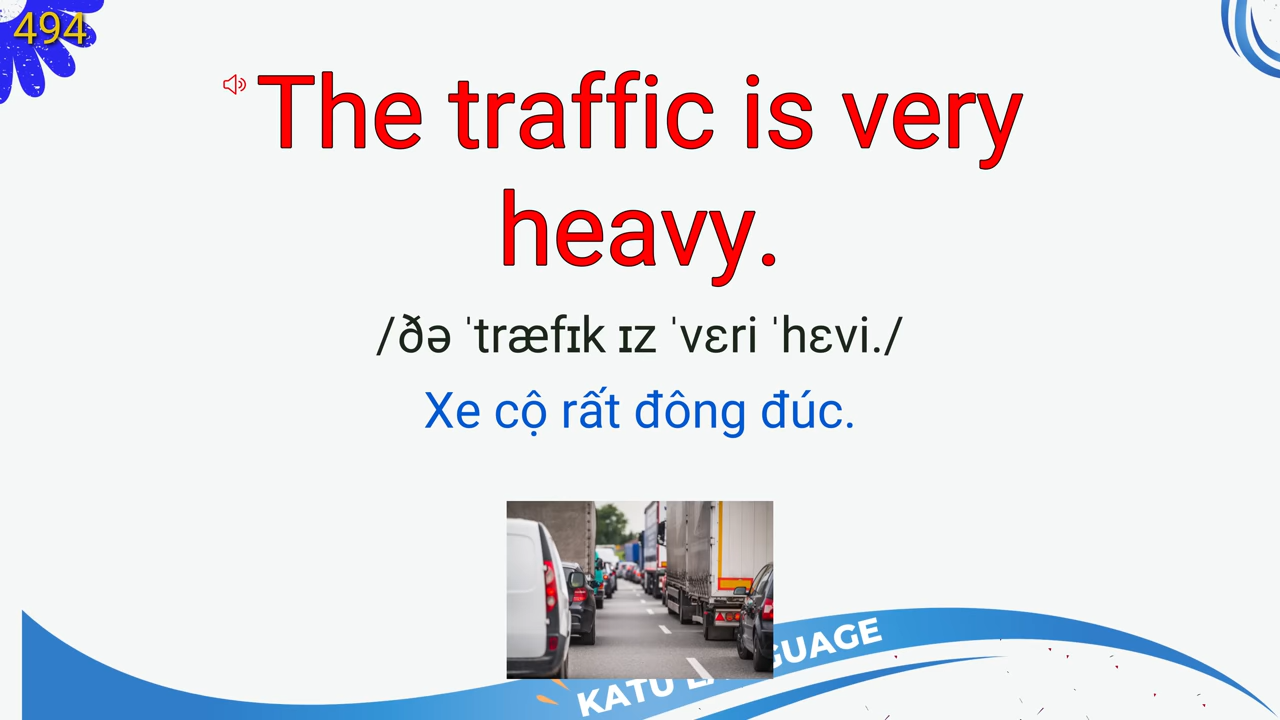 494
The traffic is very
heavy.
/ðə ˈtræfɪk ɪz ˈvɛri ˈhɛvi./
Xe cộ rất đông đúc.
KATU GUAGE